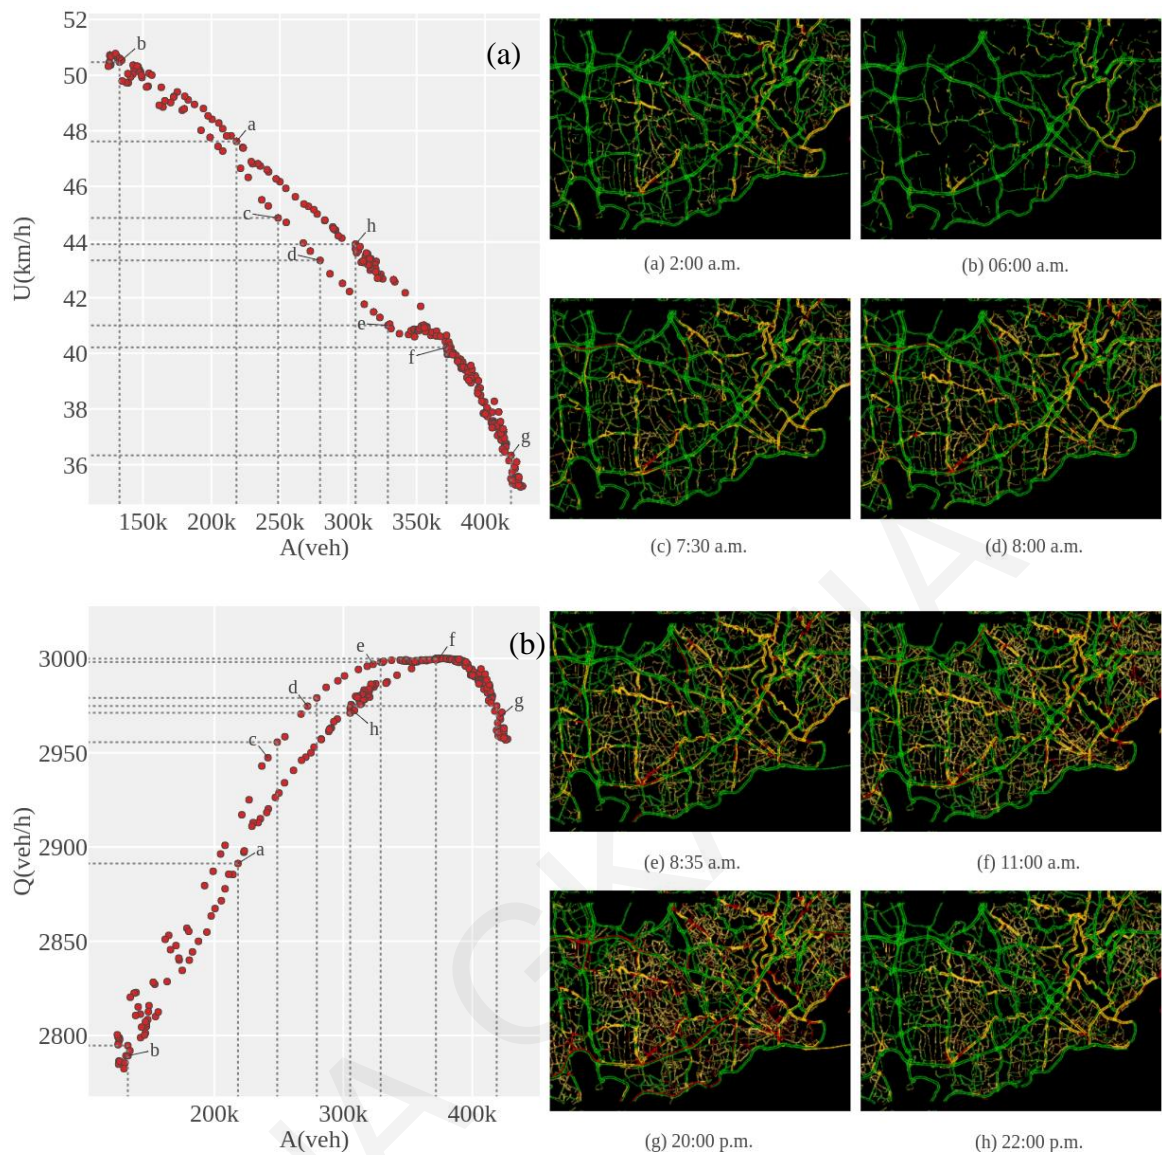 (a)
52
50
48
46
44
42
40
38
36
U(km/h)
b
a
c
h
d
e
f
g
150k 200k 250k 300k 350k 400k
A(veh)
(a) 2:00 a.m.
(b) 06:00 a.m.
(c) 7:30 a.m.
(d) 8:00 a.m.
(b)
3000
2950
2900
2850
2800
Q(veh/h)
f
e
d
g
h
c
a
b
200k 300k 400k
A(veh)
(e) 8:35 a.m.
(f) 11:00 a.m.
(g) 20:00 p.m.
(h) 22:00 p.m.